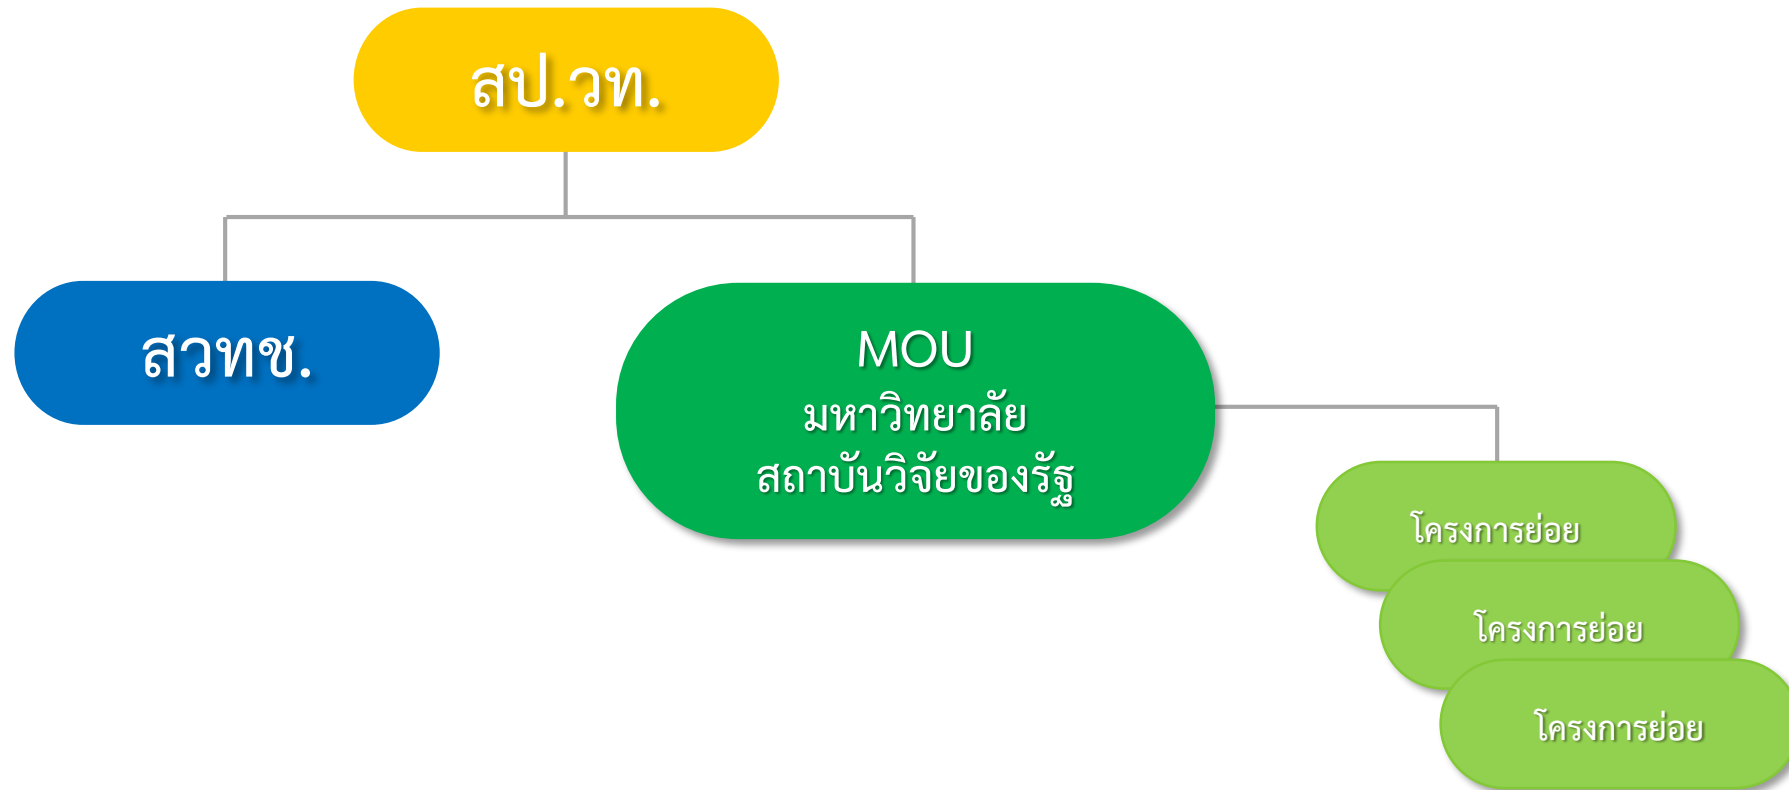 สป.วท.
สวทช.
MOU
มหาวิทยาลัย
สถาบันวิจัยของรัฐ
โครงการย่อย
โครงการย่อย
โครงการย่อย